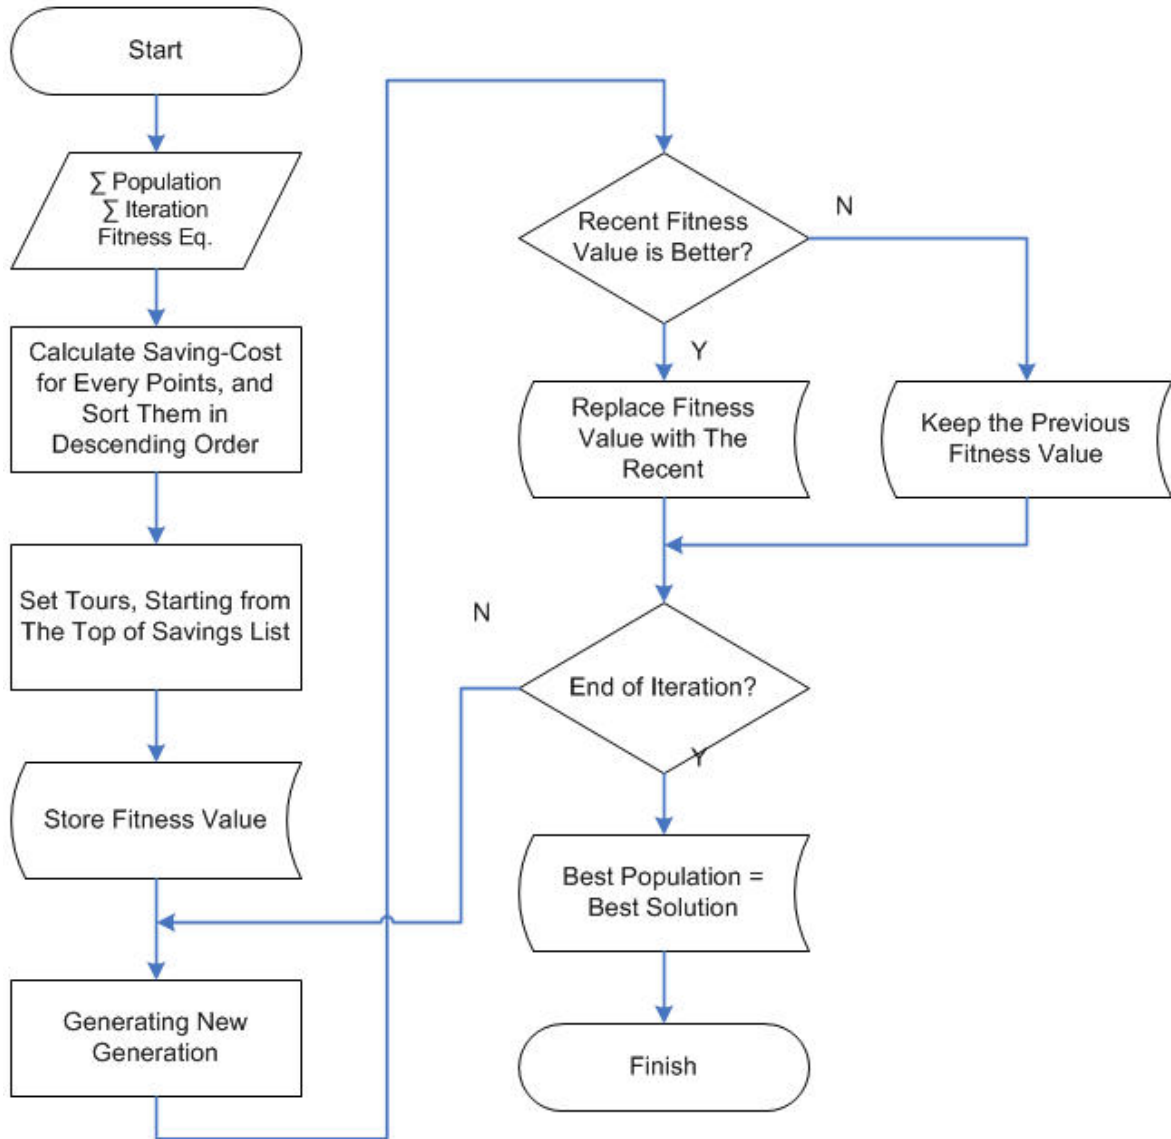 Start
∑ Population
∑ Iteration
Fitness Eq.
Calculate Saving-Cost
for Every Points, and
Sort Them in
Descending Order
Set Tours, Starting from
The Top of Savings List
Store Fitness Value
Generating New
Generation
Recent Fitness
Value is Better?
N
Y
Replace Fitness
Value with The
Recent
Keep the Previous
Fitness Value
N
End of Iteration?
Y
Best Population =
Best Solution
Finish